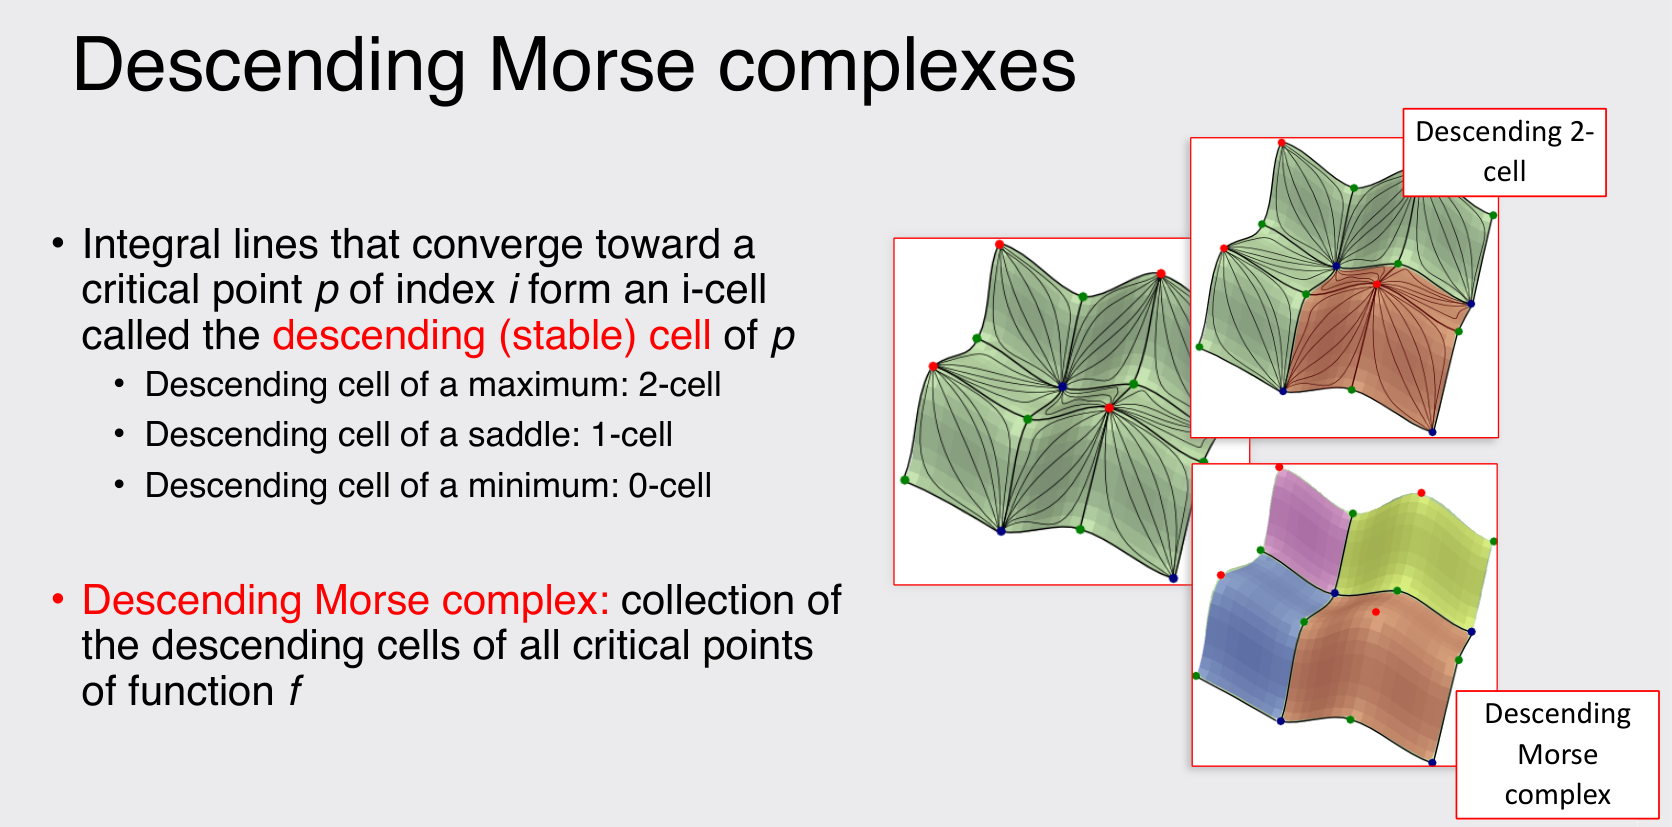 Descending Morse complexes
• Integral lines that converge toward a
critical point p of index i form an i-cell
called the descending (stable) cell of p
• Descending cell of a maximum: 2-cell
• Descending cell of a saddle: 1-cell
• Descending cell of a minimum: 0-cell
• Descending Morse complex: collection of
the descending cells of all critical points
of function f
Descending 2-
cell
Descending
Morse
complex